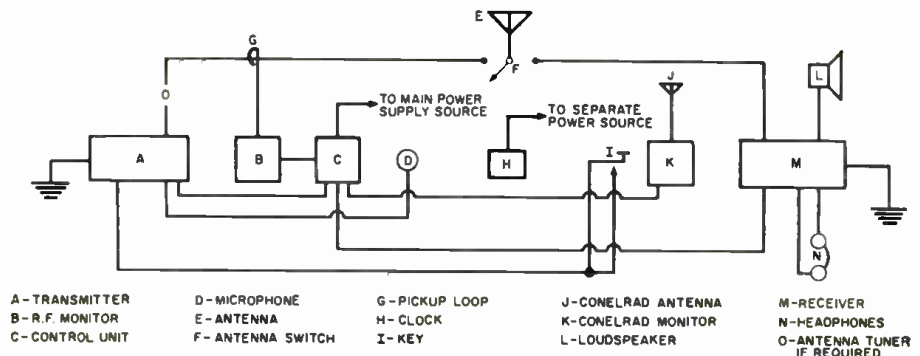 E
G
F
J
L
O
TO MAIN POWER
SUPPLY SOURCE
TO SEPARATE
POWER SOURCE
A
B
C
D
H
I
K
M
N
A-TRANSMITTER
B-R.F. MONITOR
C-CONTROL UNIT
D-MICROPHONE
E-ANTENNA
F-ANTENNA SWITCH
G-PICKUP LOOP
H-CLOCK
I-KEY
J-CONELRAD ANTENNA
K-CONELRAD MONITOR
L-LOUDSPEAKER
M-RECEIVER
N-HEADPHONES
O-ANTENNA TUNER
IF REQUIRED